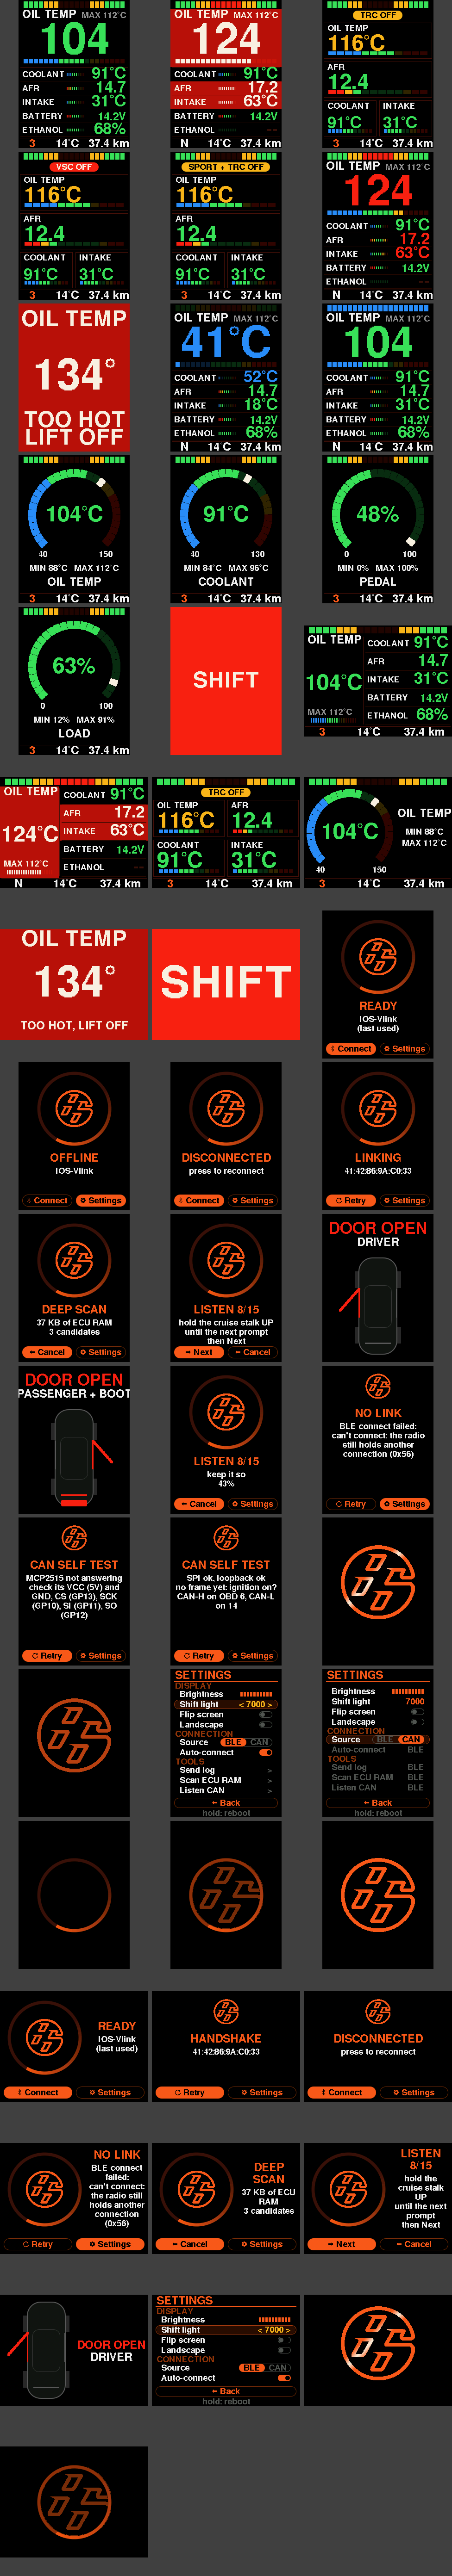 OIL TEMP MAX 112°C
104
COOLANT 91°C
AFR 14.7
INTAKE 31°C
BATTERY 14.2V
ETHANOL 68%
3 14°C 37.4 km
OIL TEMP MAX 112°C
124
COOLANT 91°C
AFR 17.2
INTAKE 63°C
BATTERY 14.2V
ETHANOL --
N 14°C 37.4 km
TRC OFF
OIL TEMP
116°C
AFR
12.4
COOLANT INTAKE
91°C 31°C
3 14°C 37.4 km
VSC OFF
OIL TEMP
116°C
AFR
12.4
COOLANT INTAKE
91°C 31°C
3 14°C 37.4 km
SPORT + TRC OFF
OIL TEMP
116°C
AFR
12.4
COOLANT INTAKE
91°C 31°C
3 14°C 37.4 km
OIL TEMP MAX 112°C
124
COOLANT 91°C
AFR 17.2
INTAKE 63°C
BATTERY 14.2V
ETHANOL --
N 14°C 37.4 km
OIL TEMP
134°
TOO HOT
LIFT OFF
OIL TEMP MAX 112°C
41°C
COOLANT 52°C
AFR 14.7
INTAKE 18°C
BATTERY 14.2V
ETHANOL 68%
N 14°C 37.4 km
OIL TEMP MAX 112°C
104
COOLANT 91°C
AFR 14.7
INTAKE 31°C
BATTERY 14.2V
ETHANOL 68%
3 14°C 37.4 km
104°C
40 150
MIN 88°C MAX 112°C
OIL TEMP
3 14°C 37.4 km
91°C
40 130
MIN 84°C MAX 96°C
COOLANT
3 14°C 37.4 km
48%
0 100
MIN 0% MAX 100%
PEDAL
3 14°C 37.4 km
63%
0 100
MIN 12% MAX 91%
LOAD
3 14°C 37.4 km
SHIFT
OIL TEMP
104°C
MAX 112°C
COOLANT 91°C
AFR 14.7
INTAKE 31°C
BATTERY 14.2V
ETHANOL 68%
3 14°C 37.4 km
OIL TEMP
124°C
MAX 112°C
COOLANT 91°C
AFR 17.2
INTAKE 63°C
BATTERY 14.2V
ETHANOL --
N 14°C 37.4 km
TRC OFF
OIL TEMP AFR
116°C 12.4
COOLANT INTAKE
91°C 31°C
3 14°C 37.4 km
104°C
40 150
OIL TEMP
MIN 88°C
MAX 112°C
3 14°C 37.4 km
OIL TEMP
134°
TOO HOT, LIFT OFF
SHIFT
READY
IOS-Vlink
(last used)
Connect Settings
OFFLINE
IOS-Vlink
Connect Settings
DISCONNECTED
press to reconnect
Connect Settings
LINKING
41:42:86:9A:C0:33
Retry Settings
DEEP SCAN
37 KB of ECU RAM
3 candidates
Cancel Settings
LISTEN 8/15
hold the cruise stalk UP
until the next prompt
then Next
Next Cancel
DOOR OPEN
DRIVER
DOOR OPEN
PASSENGER + BOOT
LISTEN 8/15
keep it so
43%
Cancel Settings
NO LINK
BLE connect failed:
can't connect: the radio
still holds another
connection (0x56)
Retry Settings
CAN SELF TEST
MCP2515 not answering
check its VCC (5V) and
GND, CS (GP13), SCK
(GP10), SI (GP11), SO
(GP12)
Retry Settings
CAN SELF TEST
SPI ok, loopback ok
no frame yet: ignition on?
CAN-H on OBD 6, CAN-L
on 14
Retry Settings
SETTINGS
DISPLAY
Brightness
Shift light < 7000 >
Flip screen
Landscape
CONNECTION
Source BLE CAN
Auto-connect
TOOLS
Send log >
Scan ECU RAM >
Listen CAN >
Back
hold: reboot
SETTINGS
Brightness
Shift light 7000
Flip screen
Landscape
CONNECTION
Source BLE CAN
Auto-connect BLE
TOOLS
Send log BLE
Scan ECU RAM BLE
Listen CAN BLE
Back
hold: reboot
READY
IOS-Vlink
(last used)
Connect Settings
HANDSHAKE
41:42:86:9A:C0:33
Retry Settings
DISCONNECTED
press to reconnect
Connect Settings
NO LINK
BLE connect
failed:
can't connect:
the radio still
holds another
connection
(0x56)
Retry Settings
DEEP
SCAN
37 KB of ECU
RAM
3 candidates
Cancel Settings
LISTEN
8/15
hold the
cruise stalk
UP
until the next
prompt
then Next
Next Cancel
DOOR OPEN
DRIVER
SETTINGS
DISPLAY
Brightness
Shift light < 7000 >
Flip screen
Landscape
CONNECTION
Source BLE CAN
Auto-connect
Back
hold: reboot